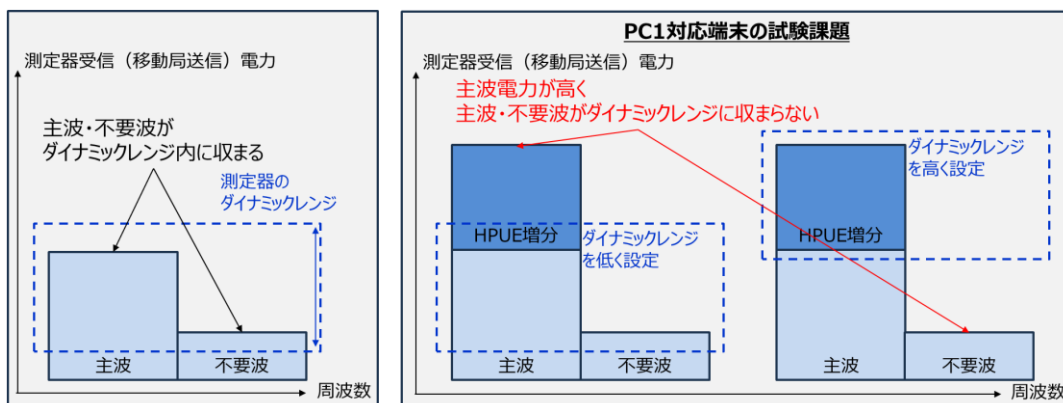 測定器受信（移動局送信）電力
主波・不要波が
ダイナミックレンジ内に収まる
測定器の
ダイナミックレンジ
主波
不要波
周波数
PC1対応端末の試験課題
測定器受信（移動局送信）電力
主波電力が高く
主波・不要波がダイナミックレンジに収まらない
HPUE増分
ダイナミックレンジ
を低く設定
主波
不要波
ダイナミックレンジ
を高く設定
HPUE増分
主波
不要波
周波数